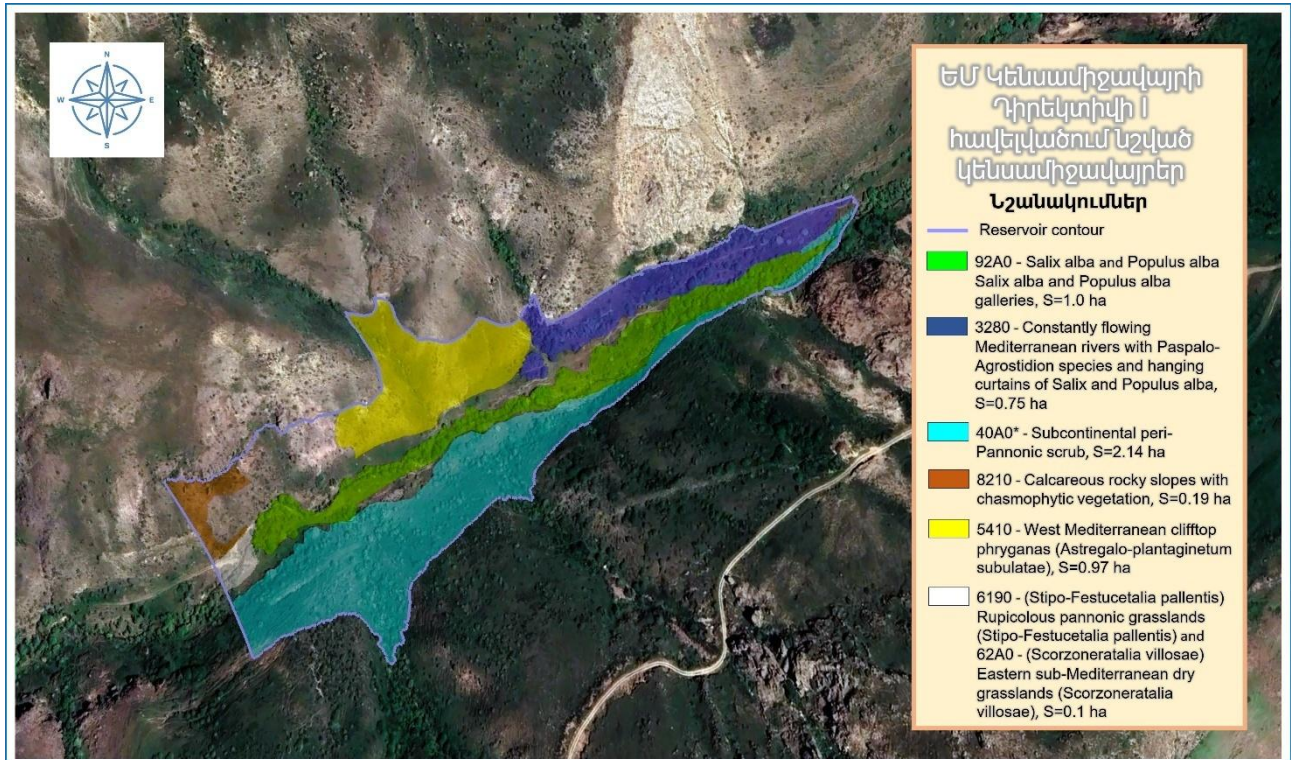 N
W
E
S
ԵՄ Կենսամիջավայրի
Դիրեկտիվի I
հավելվածում նշված
կենսամիջավայրեր
Նշանակումներ
Reservoir contour
92A0 - Salix alba and Populus alba
Salix alba and Populus alba
galleries, S=1.0 ha
3280 - Constantly flowing
Mediterranean rivers with Paspalo-
Agrostidion species and hanging
curtains of Salix and Populus alba,
S=0.75 ha
40A0* - Subcontinental peri-
Pannonic scrub, S=2.14 ha
8210 - Calcareous rocky slopes with
chasmophytic vegetation, S=0.19 ha
5410 - West Mediterranean clifftop
phryganas (Astregalo-plantaginetum
subulatae), S=0.97 ha
6190 - (Stipo-Festucetalia pallentis)
Rupicolous pannonic grasslands
(Stipo-Festucetalia pallentis) and
62A0 - (Scorzoneratalia villosae)
Eastern sub-Mediterranean dry
grasslands (Scorzoneratalia
villosae), S=0.1 ha